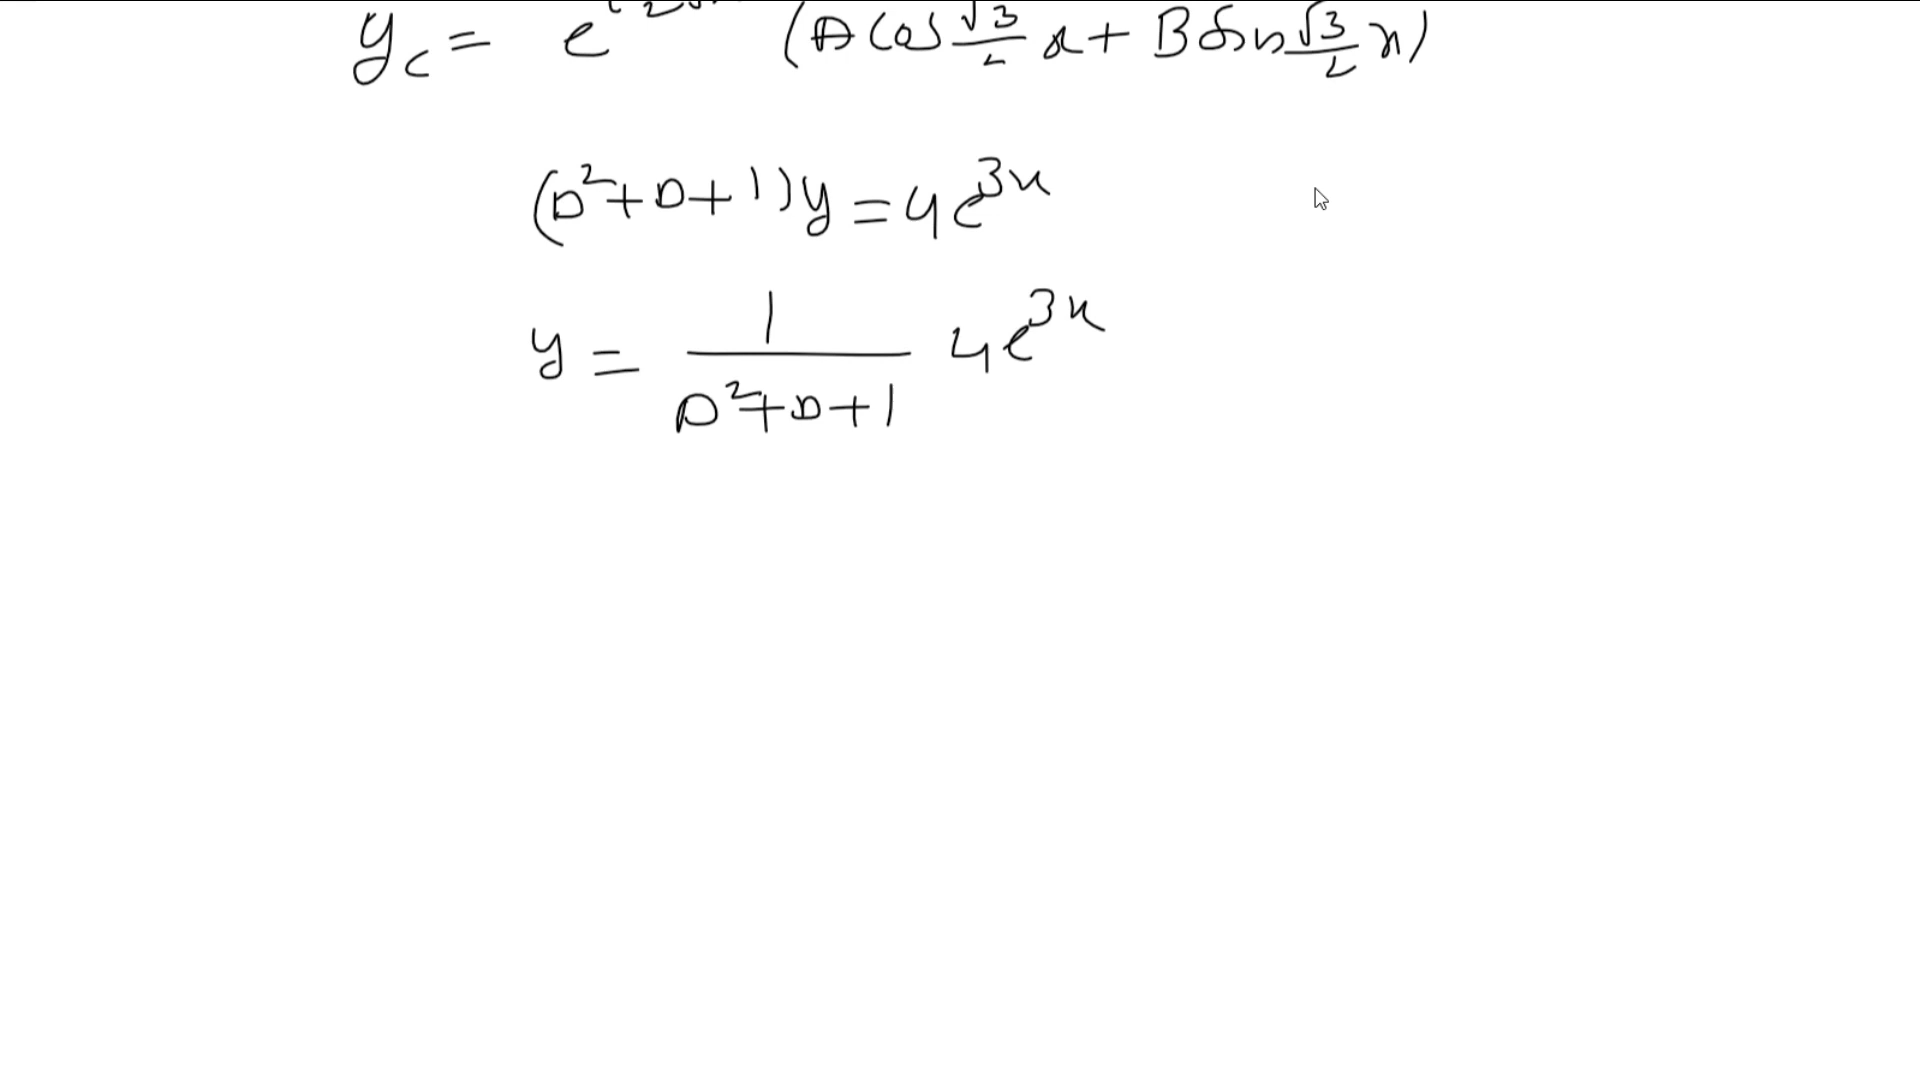 y_c = e (A Cos √3/2 x + B Sin √3/2 x)
(D²+D+1)y = 4e^{3x}
y = 1/(D²+D+1) 4e^{3x}